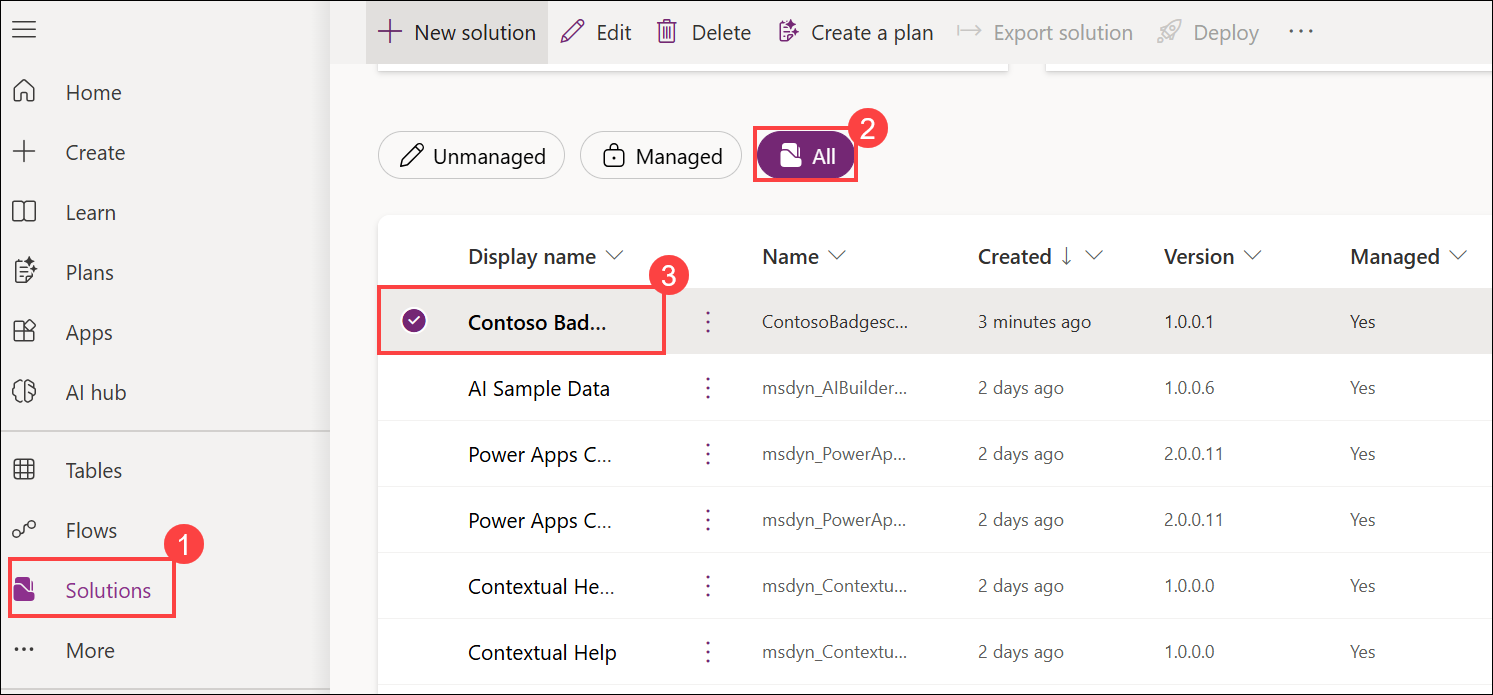 New solution Edit Delete Create a plan Export solution Deploy ...
Home
Create
Learn
Plans
Apps
AI hub
Tables
Flows
1
Solutions
... More
Unmanaged Managed All 2
Display name Name Created ↓ Version Managed
3
Contoso Bad... ContosoBadgesc... 3 minutes ago 1.0.0.1 Yes
AI Sample Data msdyn_AIBuilder... 2 days ago 1.0.0.6 Yes
Power Apps C... msdyn_PowerAp... 2 days ago 2.0.0.11 Yes
Power Apps C... msdyn_PowerAp... 2 days ago 2.0.0.11 Yes
Contextual He... msdyn_Contextu... 2 days ago 1.0.0.0 Yes
Contextual Help msdyn_Contextu... 2 days ago 1.0.0.0 Yes